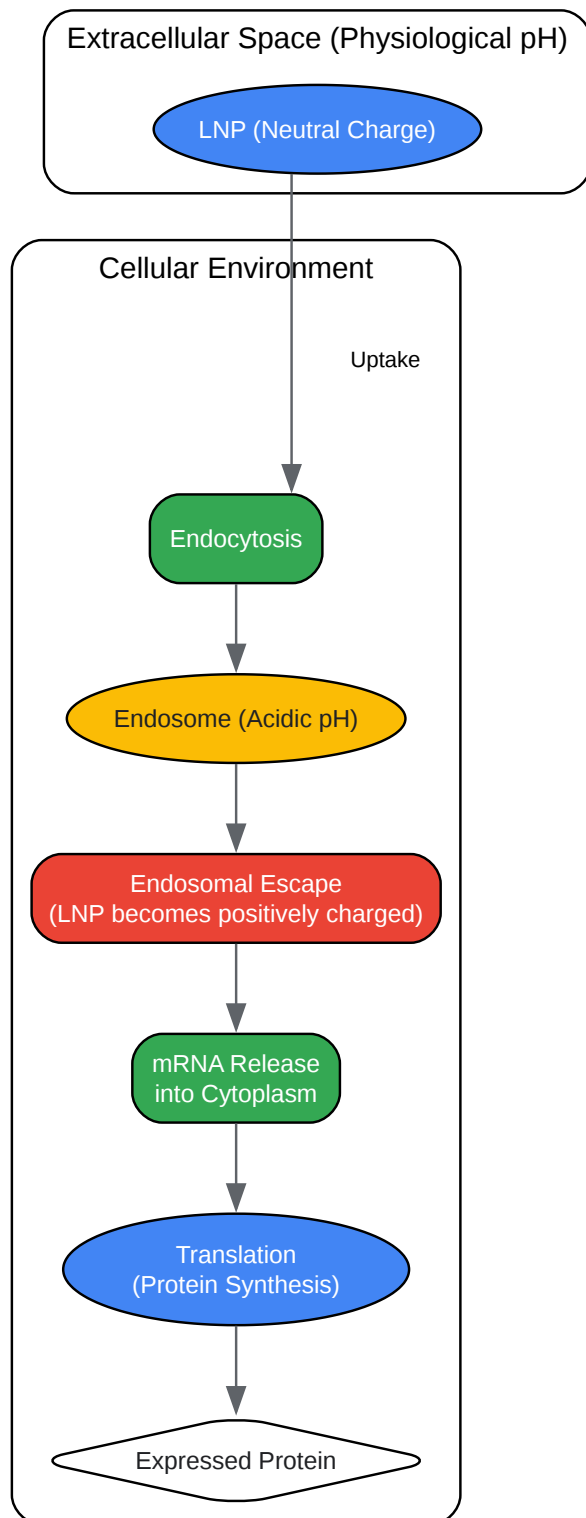 Extracellular Space (Physiological pH)
LNP (Neutral Charge)
Cellular Environment
Uptake
Endocytosis
Endosome (Acidic pH)
Endosomal Escape
(LNP becomes positively charged)
mRNA Release
into Cytoplasm
Translation
(Protein Synthesis)
Expressed Protein